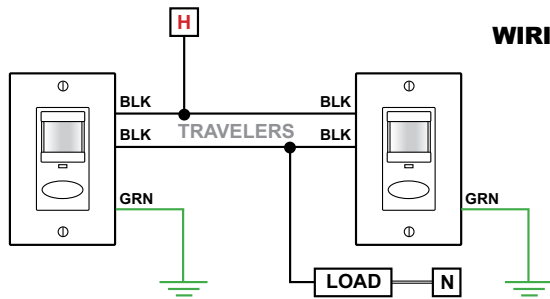 H
WIRI
BLK BLK
BLK TRAVELERS BLK
GRN GRN
LOAD N